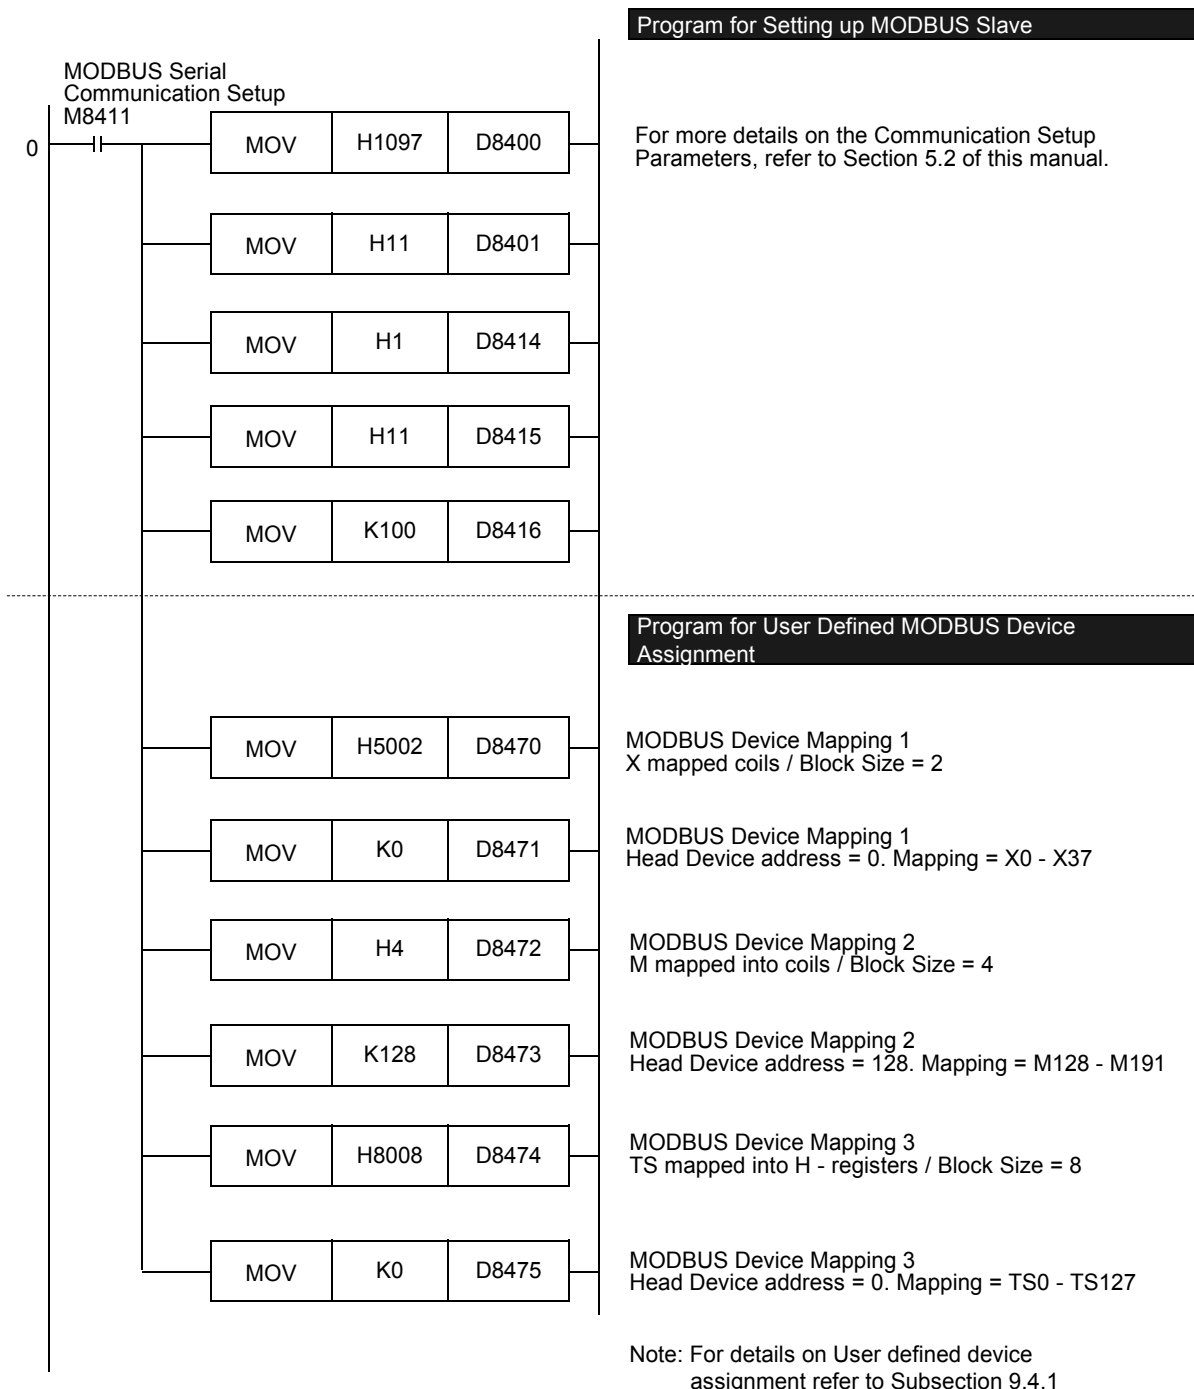 Program for Setting up MODBUS Slave
MODBUS Serial
Communication Setup
M8411
0
MOV H1097 D8400
For more details on the Communication Setup
Parameters, refer to Section 5.2 of this manual.
MOV H11 D8401
MOV H1 D8414
MOV H11 D8415
MOV K100 D8416
Program for User Defined MODBUS Device
Assignment
MOV H5002 D8470
MODBUS Device Mapping 1
X mapped coils / Block Size = 2
MOV K0 D8471
MODBUS Device Mapping 1
Head Device address = 0. Mapping = X0 - X37
MOV H4 D8472
MODBUS Device Mapping 2
M mapped into coils / Block Size = 4
MOV K128 D8473
MODBUS Device Mapping 2
Head Device address = 128. Mapping = M128 - M191
MOV H8008 D8474
MODBUS Device Mapping 3
TS mapped into H - registers / Block Size = 8
MOV K0 D8475
MODBUS Device Mapping 3
Head Device address = 0. Mapping = TS0 - TS127
Note: For details on User defined device
assignment refer to Subsection 9.4.1